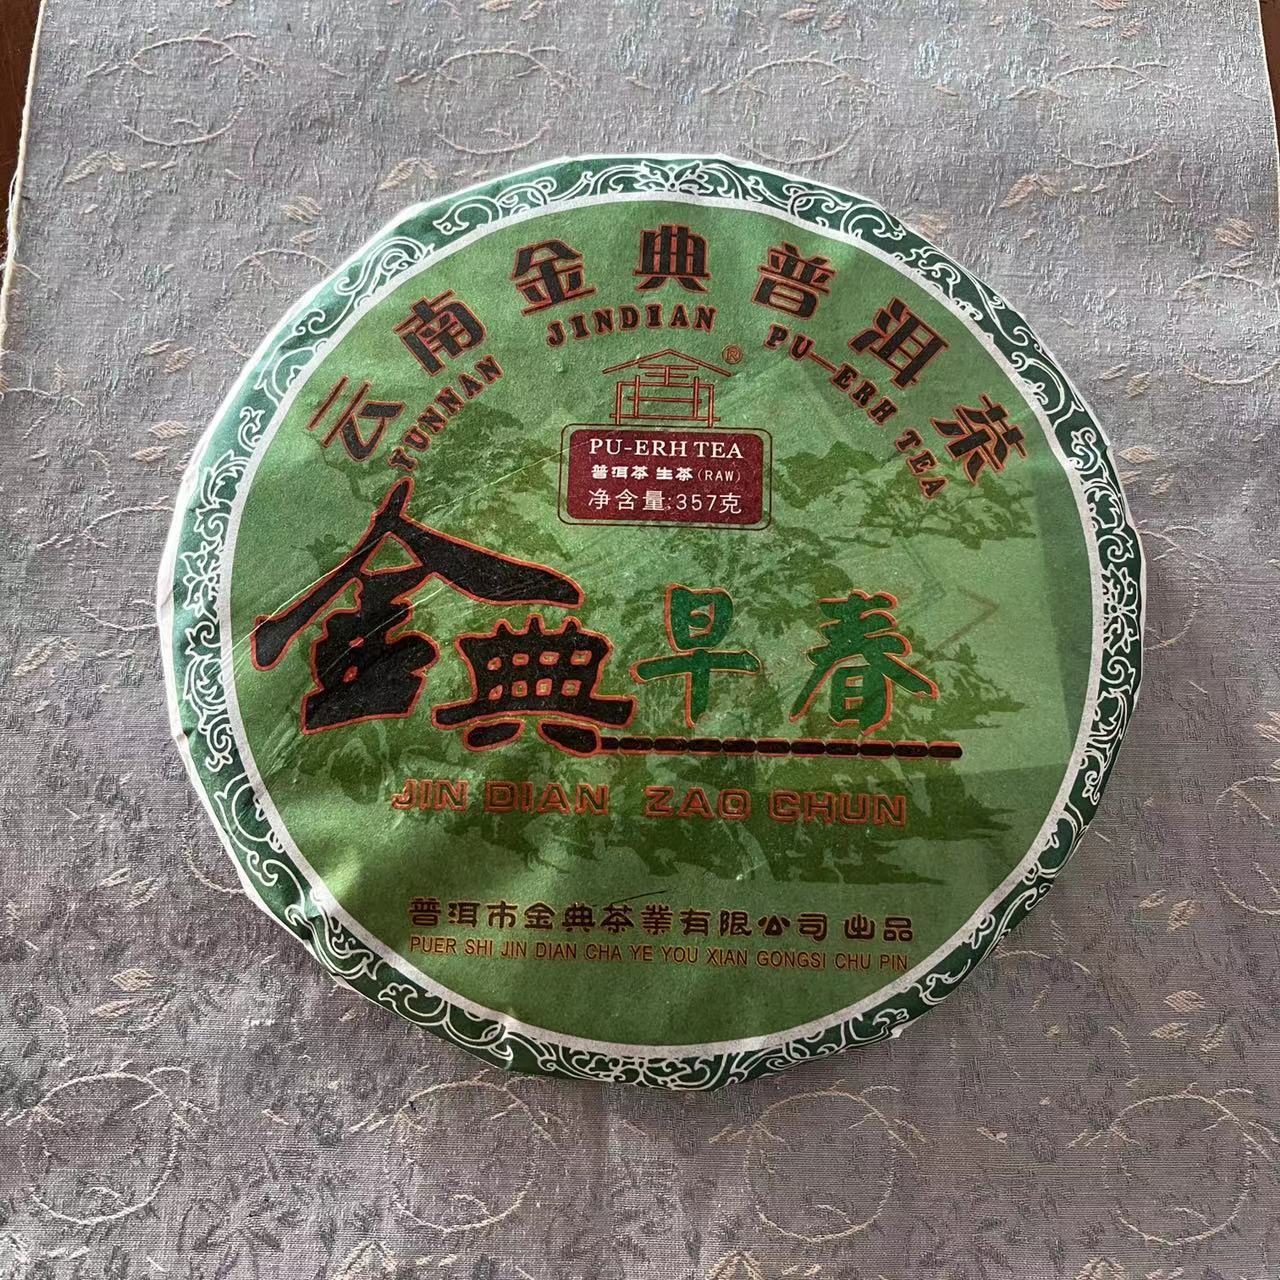 云南金典普洱茶
YUNNAN JINDIAN PU-ERH TEA
®
PU-ERH TEA
普洱茶 生茶(RAW)
净含量:357克
金典早春
JIN DIAN ZAO CHUN
普洱市金典茶業有限公司 出品
PUER SHI JIN DIAN CHA YE YOU XIAN GONGSI CHU PIN